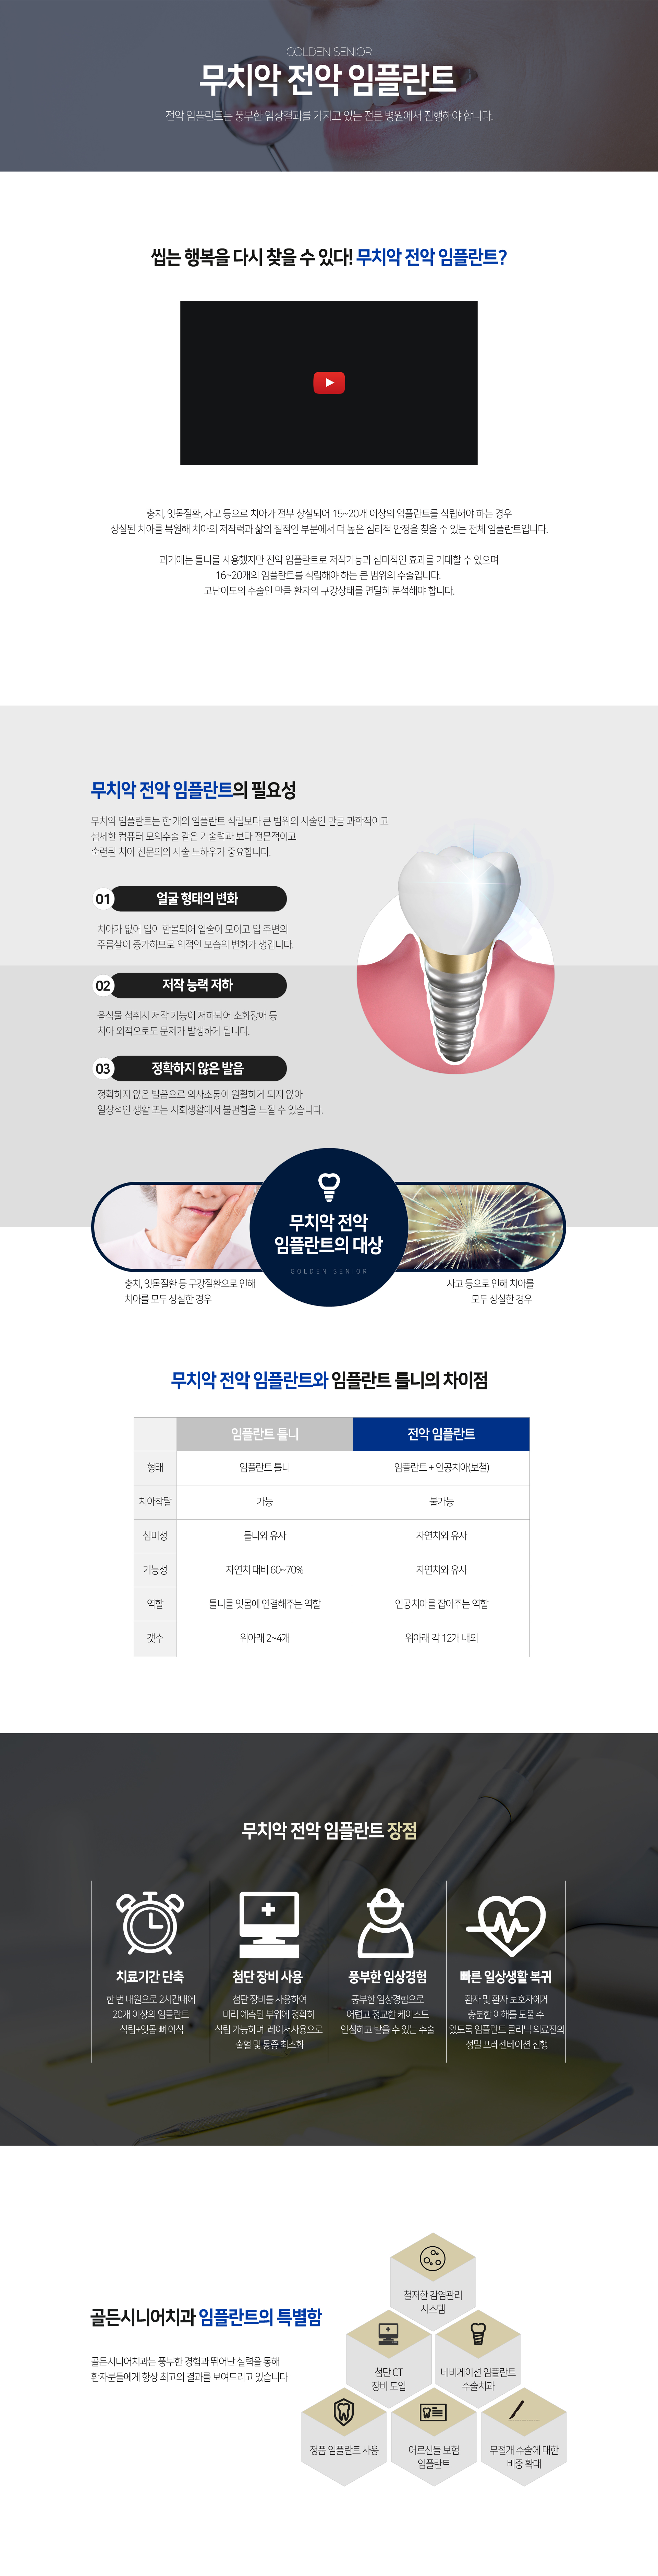 GOLDEN SENIOR
무치악 전악 임플란트
전악 임플란트는 풍부한 임상결과를 가지고 있는 전문 병원에서 진행해야 합니다.
씹는 행복을 다시 찾을 수 있다! 무치악 전악 임플란트?
충치, 잇몸질환, 사고 등으로 치아가 전부 상실되어 15~20개 이상의 임플란트를 식립해야 하는 경우
상실된 치아를 복원해 치아의 저작력과 삶의 질적인 부분에서 더 높은 심리적 안정을 찾을 수 있는 전체 임플란트입니다.
과거에는 틀니를 사용했지만 전악 임플란트로 저작기능과 심미적인 효과를 기대할 수 있으며
16~20개의 임플란트를 식립해야 하는 큰 범위의 수술입니다.
고난이도의 수술인 만큼 환자의 구강상태를 면밀히 분석해야 합니다.
무치악 전악 임플란트의 필요성
무치악 임플란트는 한 개의 임플란트 식립보다 큰 범위의 시술인 만큼 과학적이고
섬세한 컴퓨터 모의수술 같은 기술력과 보다 전문적이고
숙련된 치아 전문의의 시술 노하우가 중요합니다.
01 얼굴 형태의 변화
치아가 없어 입이 함몰되어 입술이 모이고 입 주변의
주름살이 증가하므로 외적인 모습의 변화가 생깁니다.
02 저작 능력 저하
음식물 섭취시 저작 기능이 저하되어 소화장애 등
치아 외적으로도 문제가 발생하게 됩니다.
03 정확하지 않은 발음
정확하지 않은 발음으로 의사소통이 원활하게 되지 않아
일상적인 생활 또는 사회생활에서 불편함을 느낄 수 있습니다.
무치악 전악
임플란트의 대상
GOLDEN SENIOR
충치, 잇몸질환 등 구강질환으로 인해
치아를 모두 상실한 경우
사고 등으로 인해 치아를
모두 상실한 경우
무치악 전악 임플란트와 임플란트 틀니의 차이점
임플란트 틀니 전악 임플란트
형태 임플란트 틀니 임플란트 + 인공치아(보철)
치아착탈 가능 불가능
심미성 틀니와 유사 자연치와 유사
기능성 자연치 대비 60~70% 자연치와 유사
역할 틀니를 잇몸에 연결해주는 역할 인공치아를 잡아주는 역할
갯수 위아래 2~4개 위아래 각 12개 내외
무치악 전악 임플란트 장점
치료기간 단축
한 번 내원으로 2시간내에
20개 이상의 임플란트
식립+잇몸 뼈 이식
첨단 장비 사용
첨단 장비를 사용하여
미리 예측된 부위에 정확히
식립 가능하며 레이저사용으로
출혈 및 통증 최소화
풍부한 임상경험
풍부한 임상경험으로
어렵고 정교한 케이스도
안심하고 받을 수 있는 수술
빠른 일상생활 복귀
환자 및 환자 보호자에게
충분한 이해를 도울 수
있도록 임플란트 클리닉 의료진의
정밀 프레젠테이션 진행
골든시니어치과 임플란트의 특별함
골든시니어치과는 풍부한 경험과 뛰어난 실력을 통해
환자분들에게 항상 최고의 결과를 보여드리고 있습니다
철저한 감염관리
시스템
첨단 CT
장비 도입
네비게이션 임플란트
수술치과
정품 임플란트 사용
어르신들 보험
임플란트
무절개 수술에 대한
비중 확대